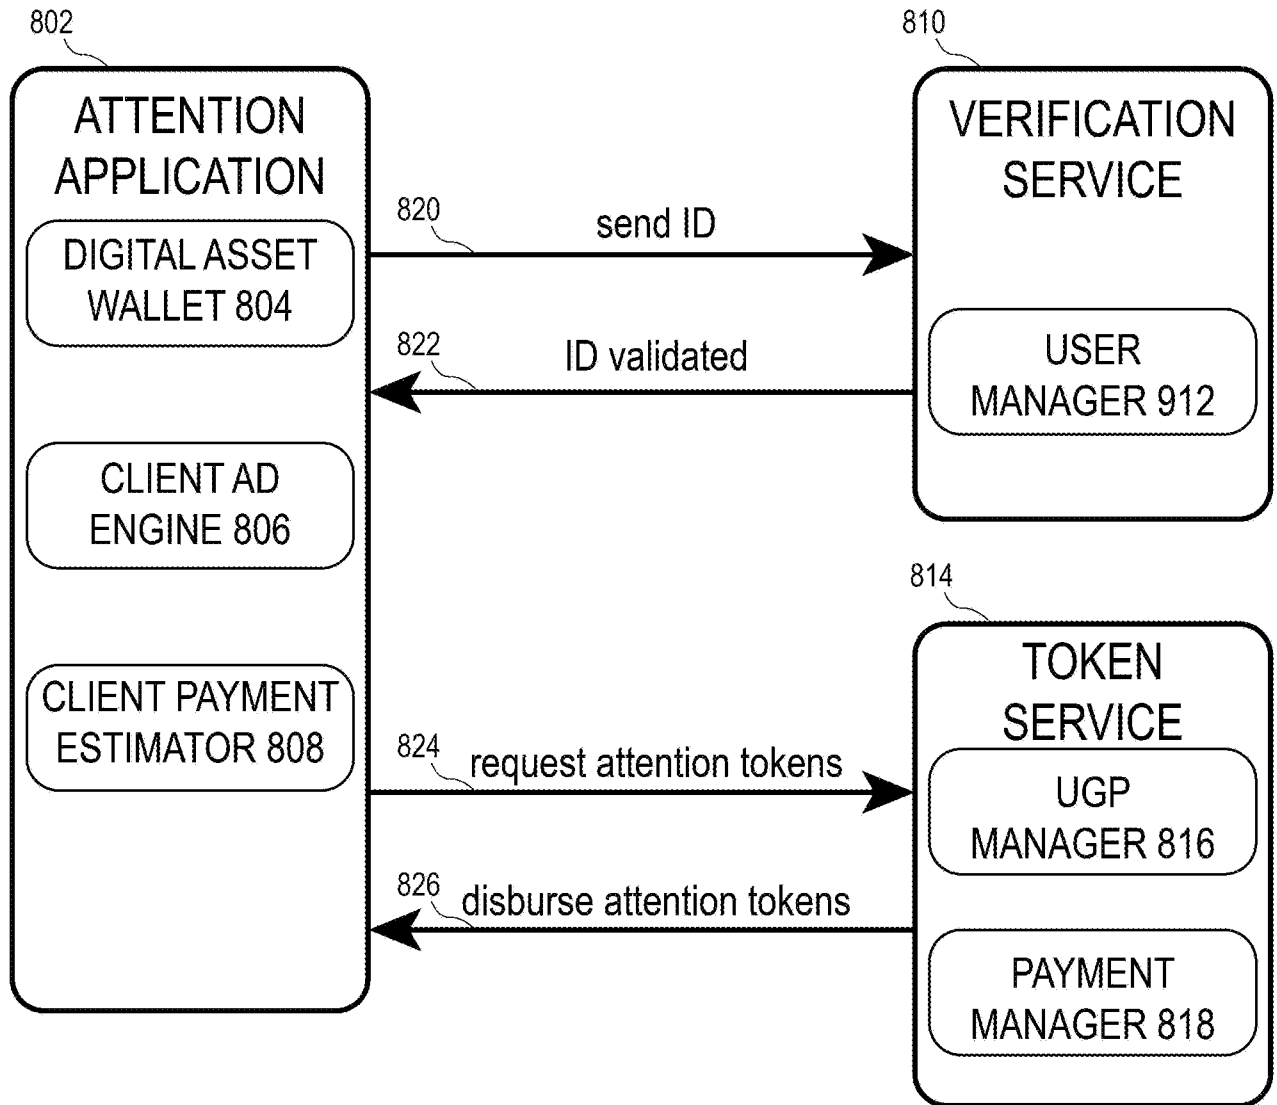 802
ATTENTION
APPLICATION
DIGITAL ASSET
WALLET 804
CLIENT AD
ENGINE 806
CLIENT PAYMENT
ESTIMATOR 808
820
send ID
822
ID validated
824
request attention tokens
826
disburse attention tokens
810
VERIFICATION
SERVICE
USER
MANAGER 912
814
TOKEN
SERVICE
UGP
MANAGER 816
PAYMENT
MANAGER 818